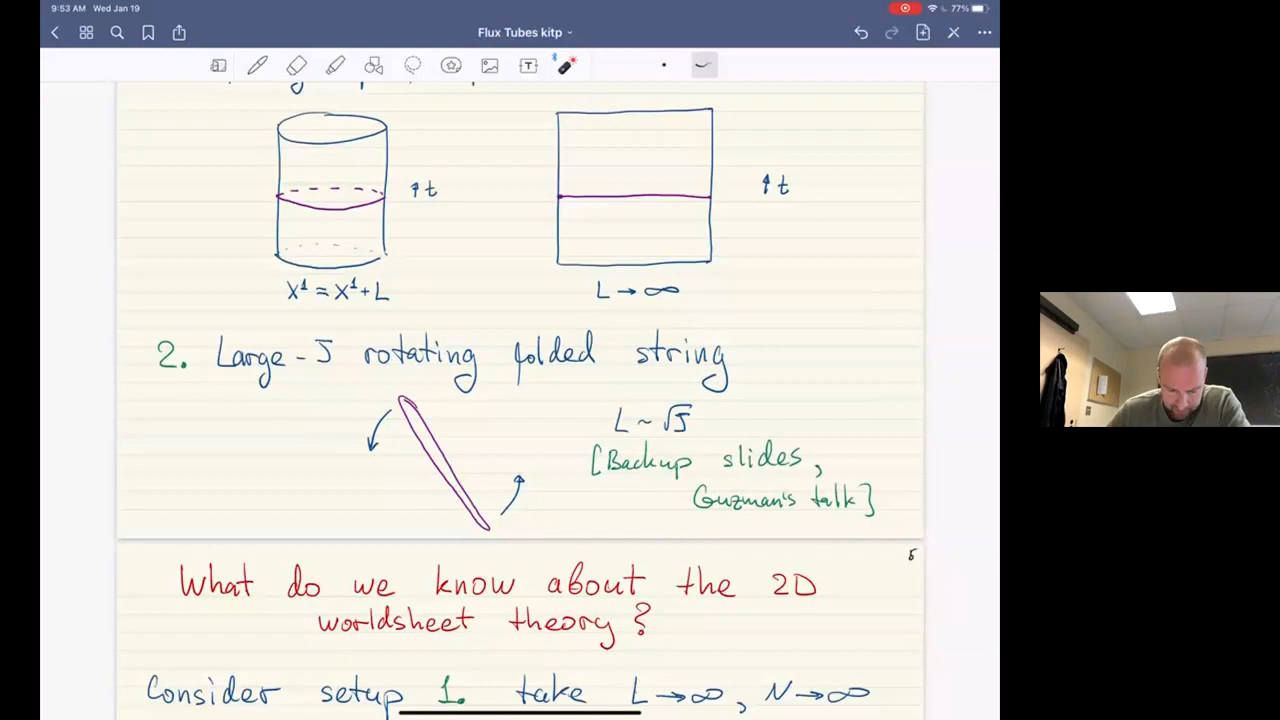 9:53 AM Wed Jan 19
77%
Flux Tubes kitp
↑ t
↑ t
X¹ ≃ X¹ + L
L → ∞
2. Large-J rotating folded string
L ~ √J
[Backup slides,
Guzman's talk]
5
What do we know about the 2D
worldsheet theory?
Consider setup 1. take L → ∞, N → ∞